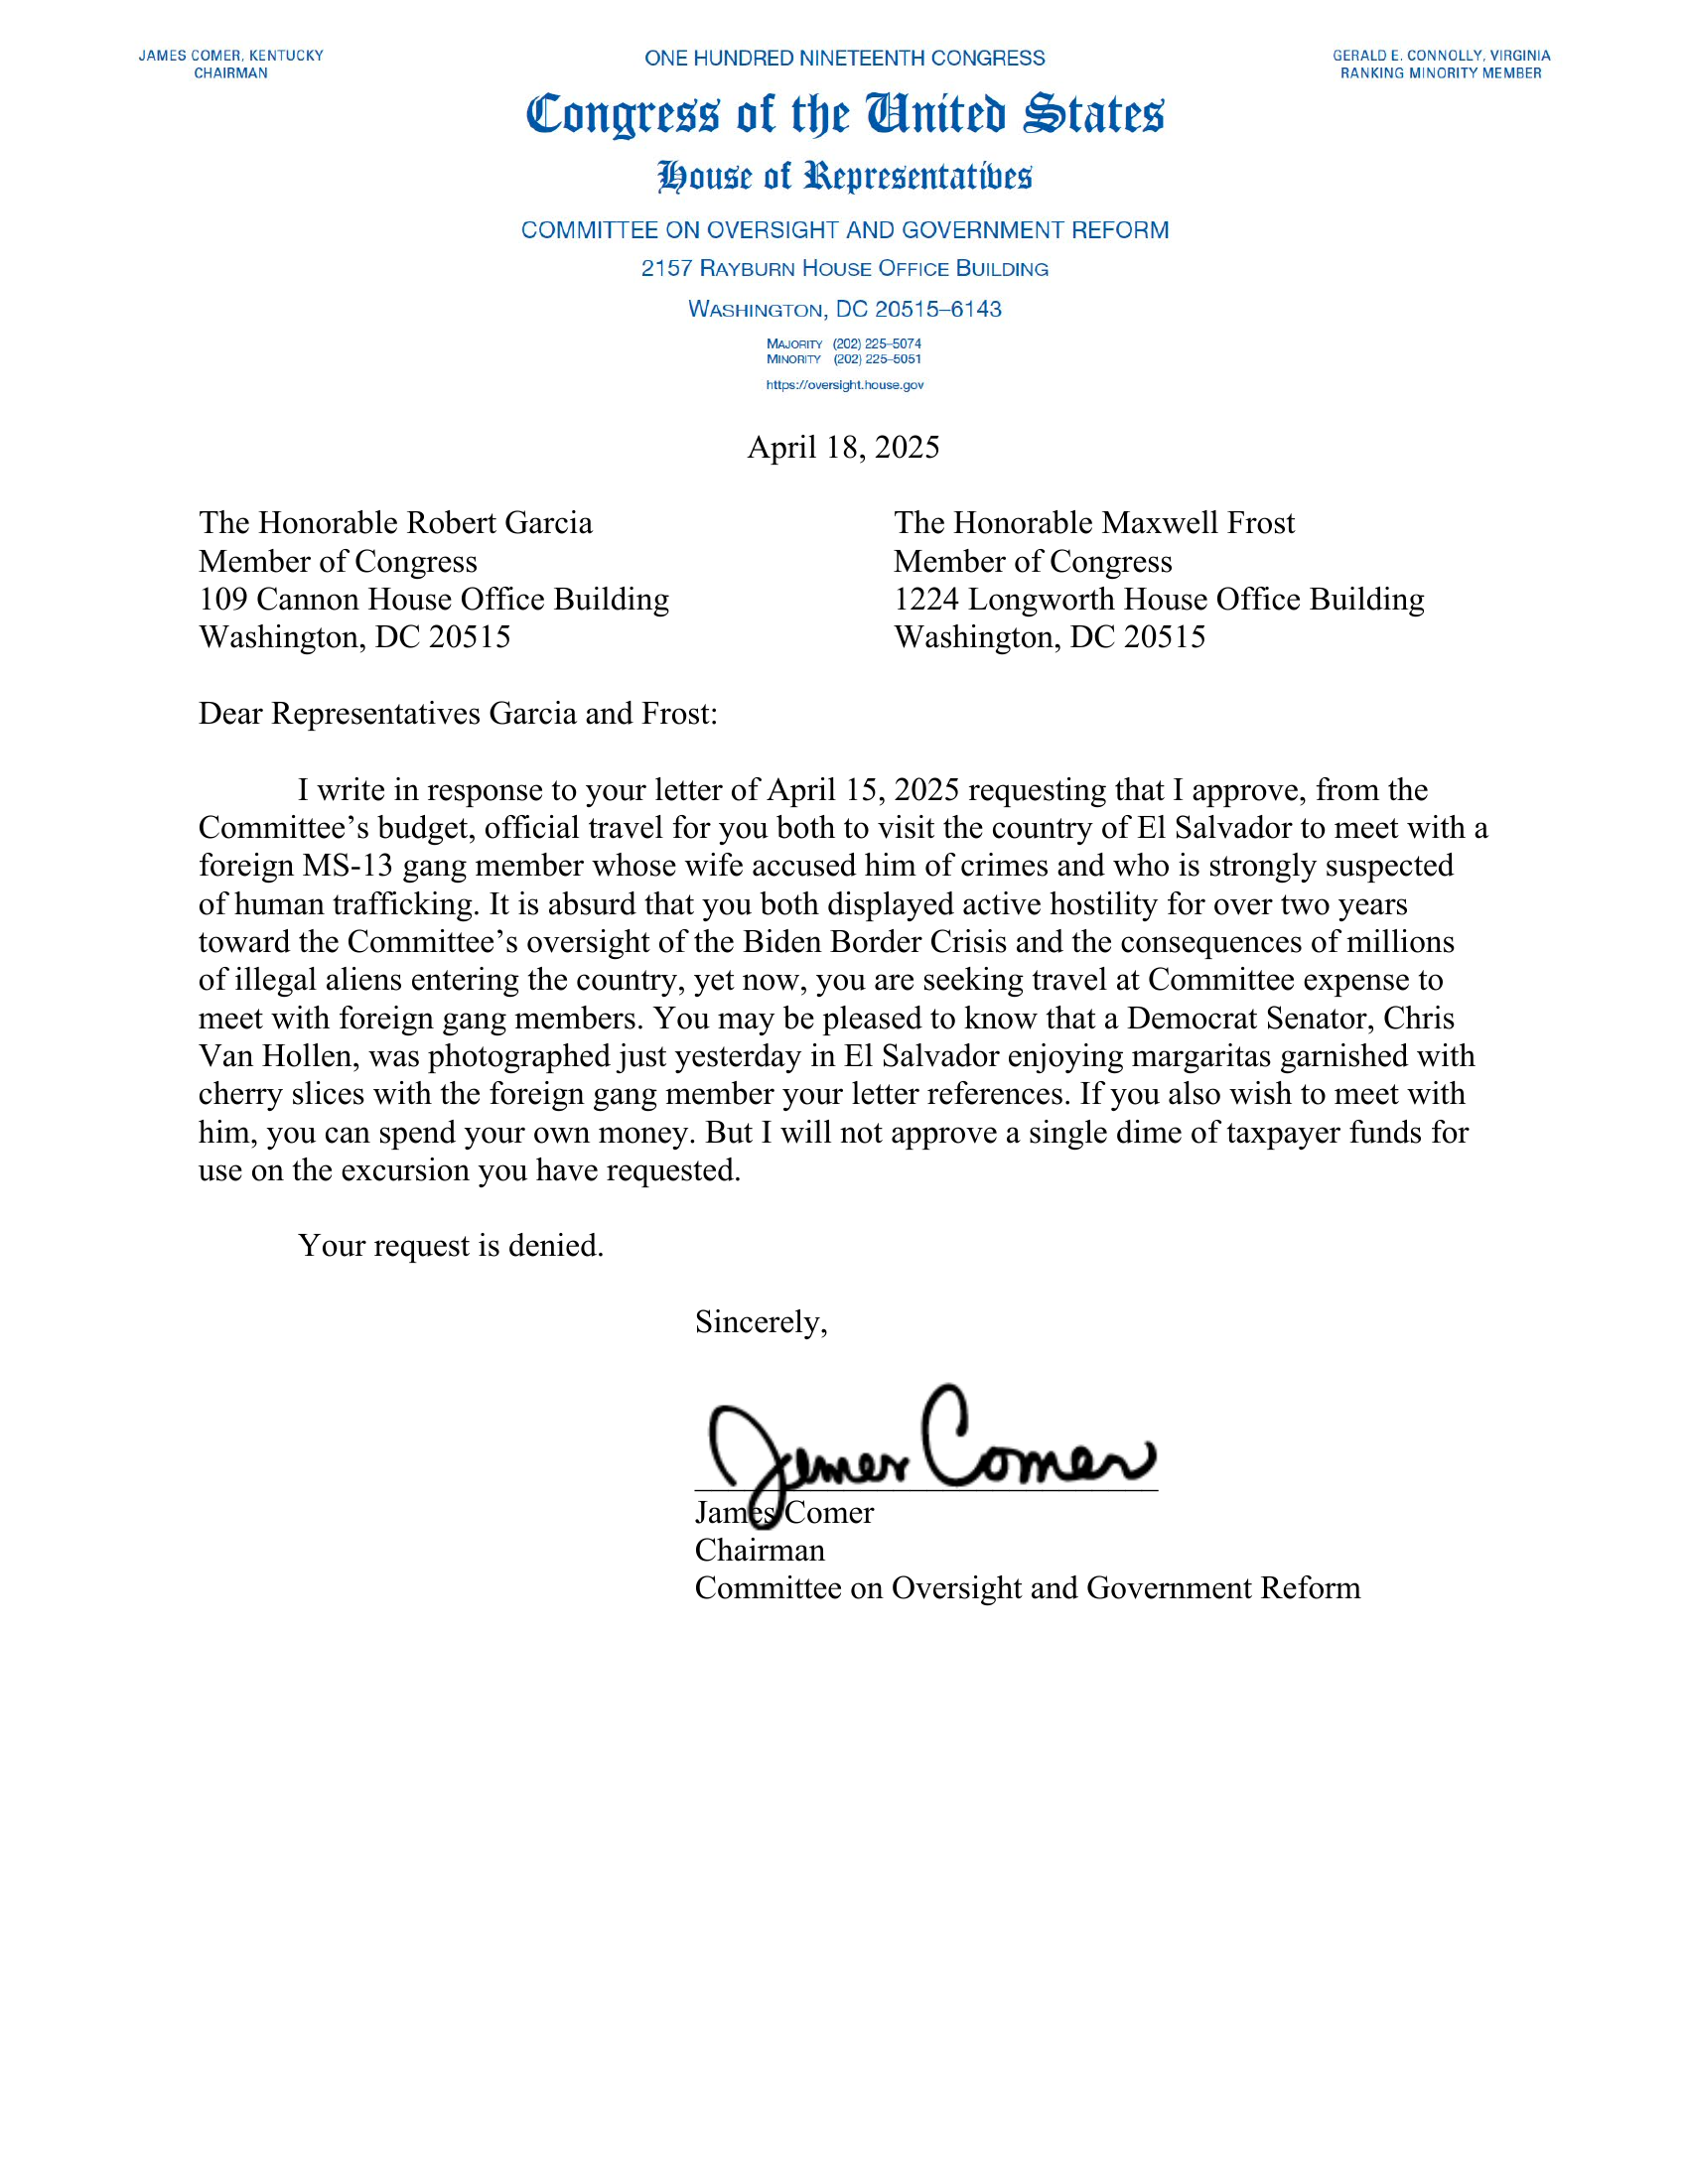 JAMES COMER, KENTUCKY
CHAIRMAN
ONE HUNDRED NINETEENTH CONGRESS
GERALD E. CONNOLLY, VIRGINIA
RANKING MINORITY MEMBER
Congress of the United States
House of Representatives
COMMITTEE ON OVERSIGHT AND GOVERNMENT REFORM
2157 RAYBURN HOUSE OFFICE BUILDING
WASHINGTON, DC 20515–6143
MAJORITY (202) 225–5074
MINORITY (202) 225–5051
https://oversight.house.gov
April 18, 2025
The Honorable Robert Garcia
Member of Congress
109 Cannon House Office Building
Washington, DC 20515
The Honorable Maxwell Frost
Member of Congress
1224 Longworth House Office Building
Washington, DC 20515
Dear Representatives Garcia and Frost:
I write in response to your letter of April 15, 2025 requesting that I approve, from the
Committee’s budget, official travel for you both to visit the country of El Salvador to meet with a
foreign MS-13 gang member whose wife accused him of crimes and who is strongly suspected
of human trafficking. It is absurd that you both displayed active hostility for over two years
toward the Committee’s oversight of the Biden Border Crisis and the consequences of millions
of illegal aliens entering the country, yet now, you are seeking travel at Committee expense to
meet with foreign gang members. You may be pleased to know that a Democrat Senator, Chris
Van Hollen, was photographed just yesterday in El Salvador enjoying margaritas garnished with
cherry slices with the foreign gang member your letter references. If you also wish to meet with
him, you can spend your own money. But I will not approve a single dime of taxpayer funds for
use on the excursion you have requested.
Your request is denied.
Sincerely,
James Comer
James Comer
Chairman
Committee on Oversight and Government Reform